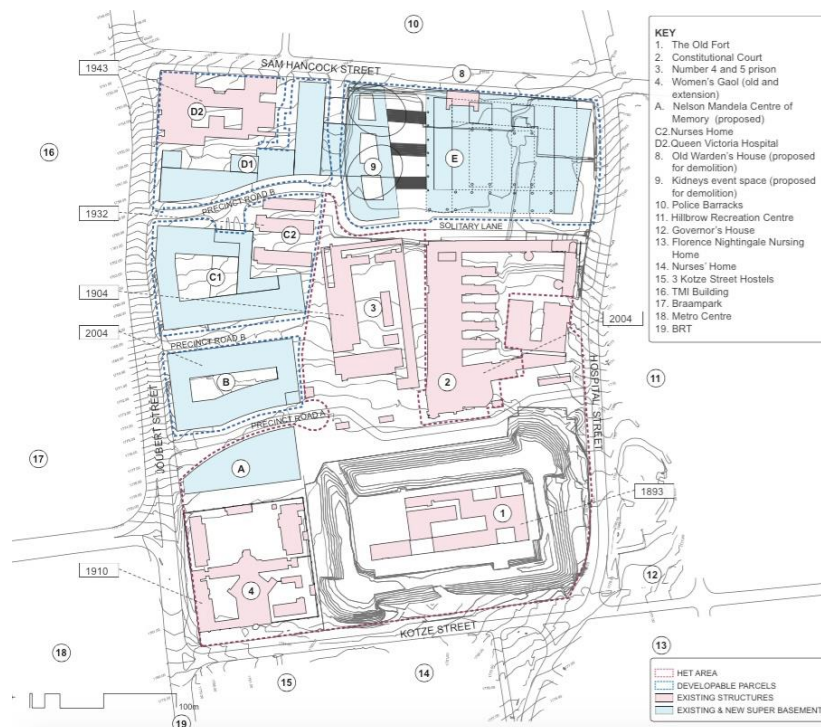 10
SAM HANCOCK STREET
8
1943
D2
16
D1
9
E
PRECINCT ROAD B
1932
SOLITARY LANE
C2
C1
1904
3
2004
2004
PRECINCT ROAD B
2
11
B
JOUBERT STREET
HOSPITAL STREET
PRECINCT ROAD A
17
A
1893
1
1910
4
12
KOTZE STREET
13
18
14
15
100m
19
KEY
1. The Old Fort
2. Constitutional Court
3. Number 4 and 5 prison
4. Women's Gaol (old and
extension)
A. Nelson Mandela Centre of
Memory (proposed)
C2.Nurses Home
D2.Queen Victoria Hospital
8. Old Warden's House (proposed
for demolition)
9. Kidneys event space (proposed
for demolition)
10. Police Barracks
11. Hillbrow Recreation Centre
12. Governor's House
13. Florence Nightingale Nursing
Home
14. Nurses' Home
15. 3 Kotze Street Hostels
16. TMI Building
17. Braampark
18. Metro Centre
19. BRT
HET AREA
DEVELOPABLE PARCELS
EXISTING STRUCTURES
EXISTING & NEW SUPER BASEMENT